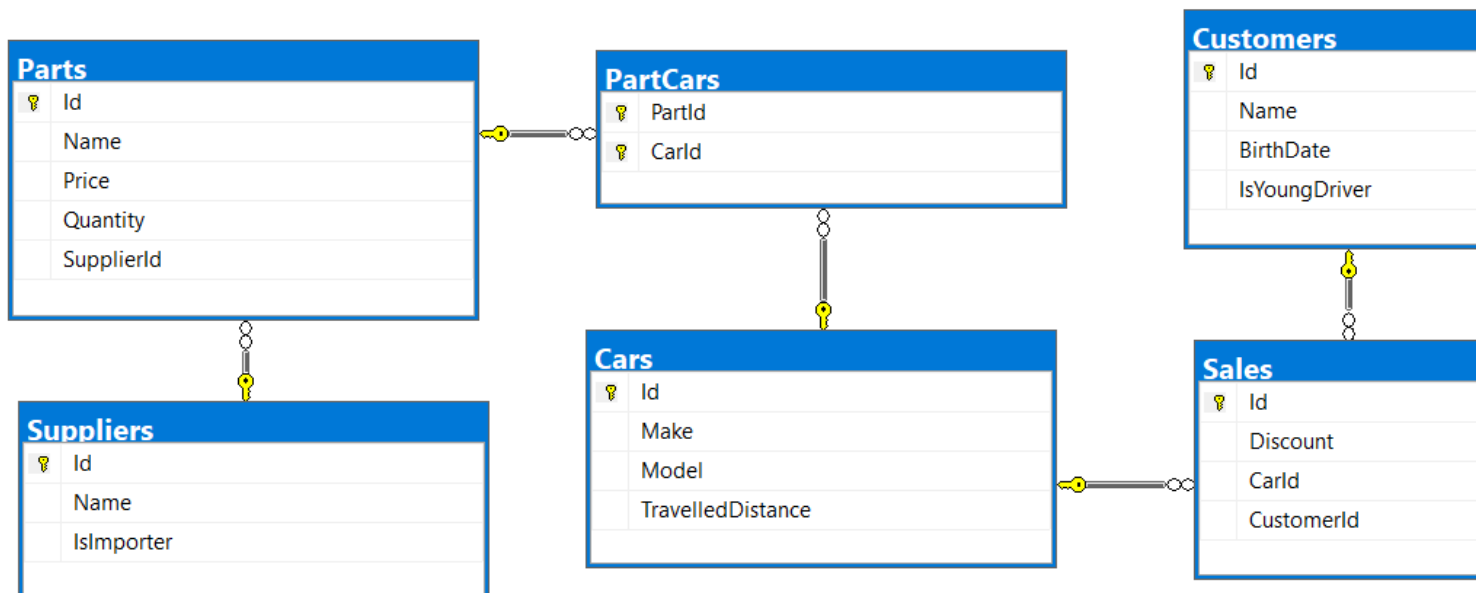 Parts
Id
Name
Price
Quantity
SupplierId
Suppliers
Id
Name
IsImporter
PartCars
PartId
CarId
Cars
Id
Make
Model
TravelledDistance
Customers
Id
Name
BirthDate
IsYoungDriver
Sales
Id
Discount
CarId
CustomerId